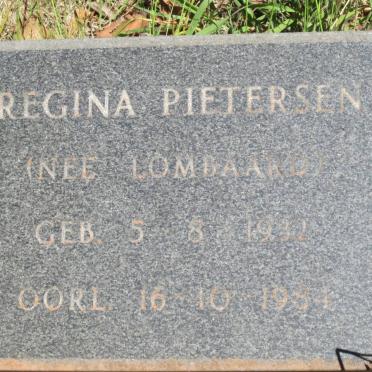 REGINA PIETERSEN
(NEE LOMBAARD)
GEB. 5-8-1932
OORL. 16-10-1984